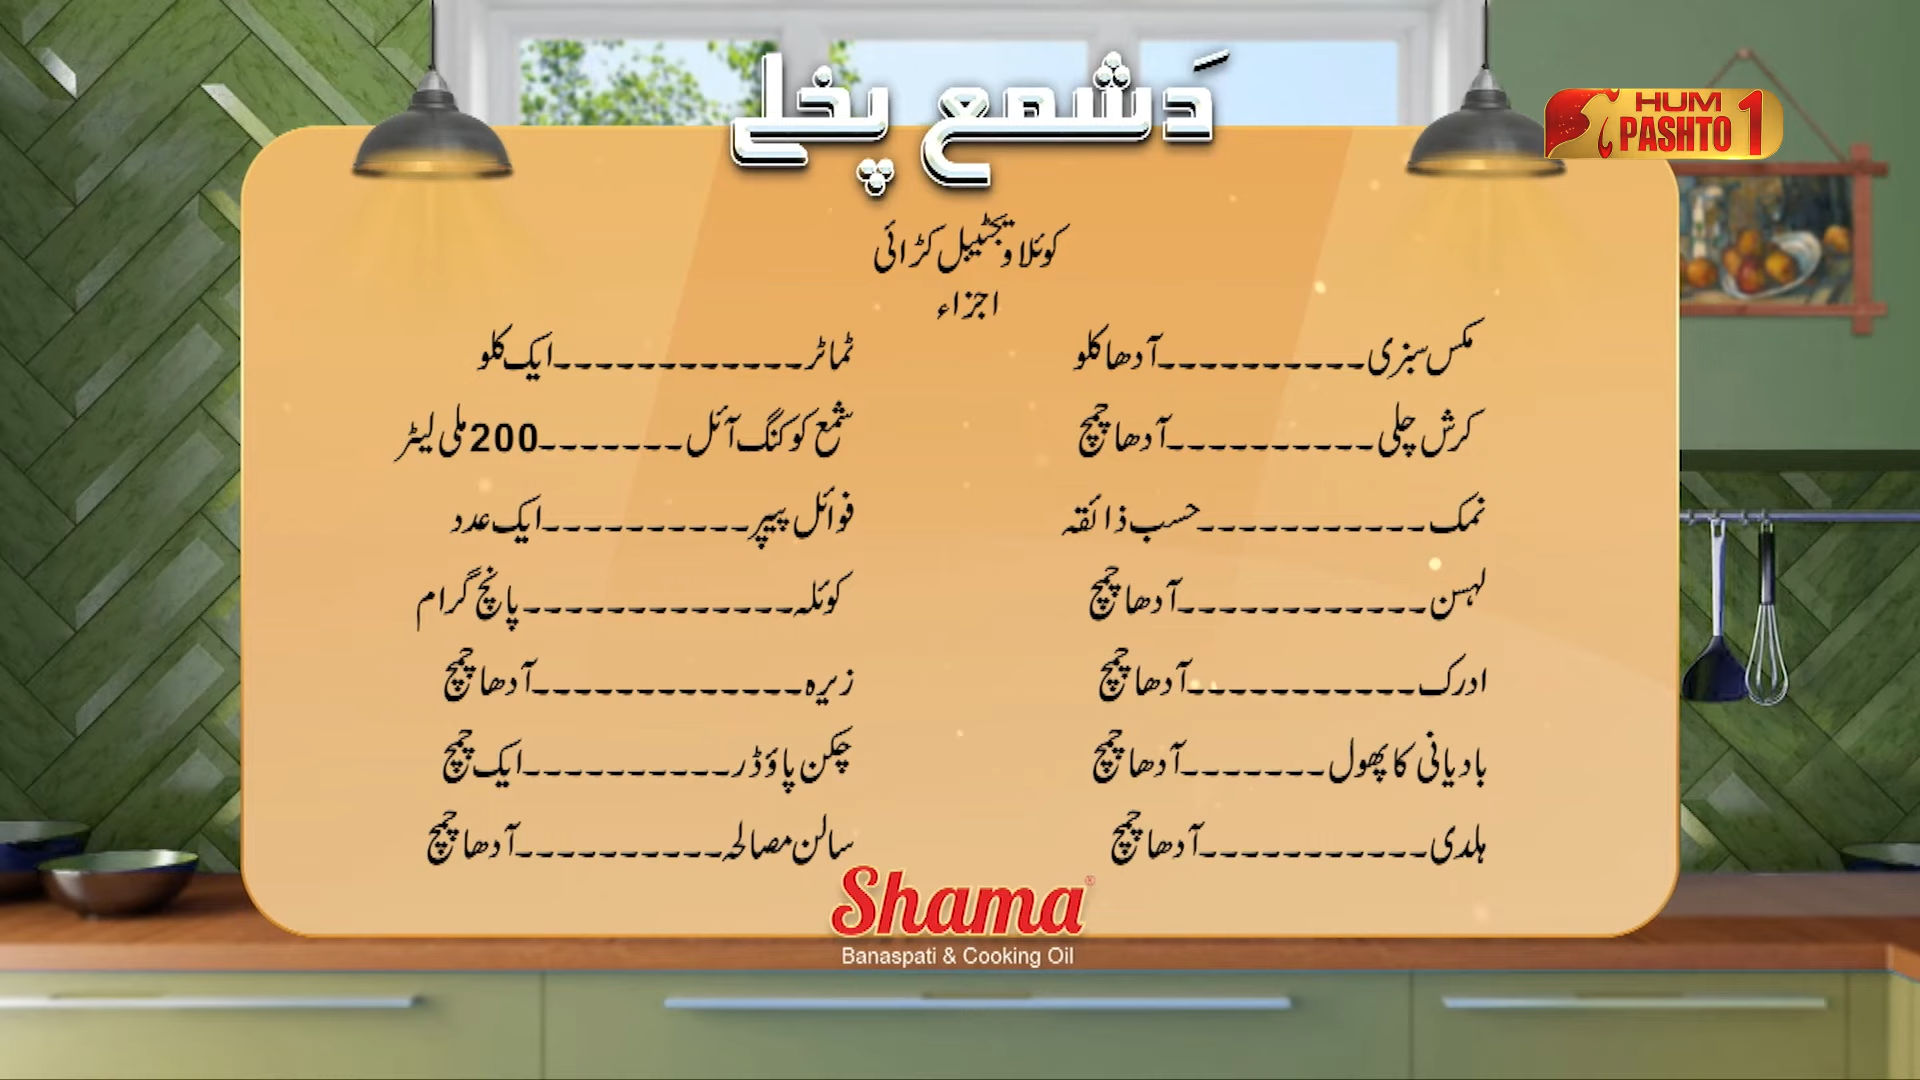 دَ شمع پخلے
HUM
PASHTO 1
کوئلا ویجٹیبل کڑائی
اجزاء
مکس سبزی----------آدھا کلو
کرش چلی----------آدھا چمچ
نمک-----------حسب ذائقہ
لہسن------------آدھا چمچ
ادرک-----------آدھا چمچ
بادیانی کا پھول-------آدھا چمچ
ہلدی-----------آدھا چمچ
ٹماٹر------------ایک کلو
شمع کوکنگ آئل-------200 ملی لیٹر
فوائل پیپر----------ایک عدد
کوئلہ-------------پانچ گرام
زیرہ-------------آدھا چمچ
چکن پاؤڈر----------ایک چمچ
سالن مصالحہ----------آدھا چمچ
Shama®
Banaspati & Cooking Oil